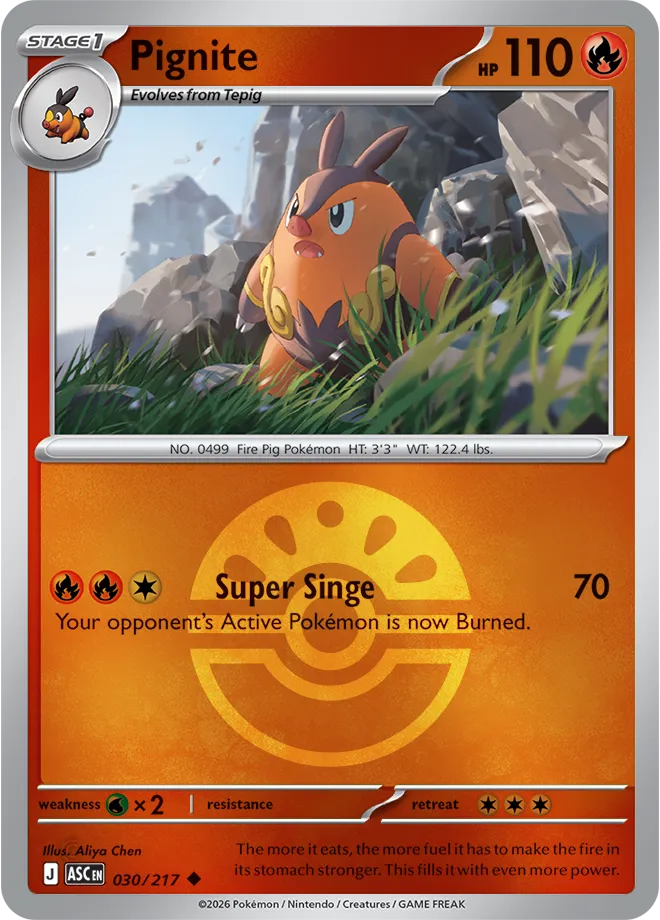 STAGE 1
Pignite
HP 110
Evolves from Tepig
NO. 0499 Fire Pig Pokémon HT: 3'3" WT: 122.4 lbs.
Super Singe 70
Your opponent's Active Pokémon is now Burned.
weakness ×2 resistance retreat
Illus. Aliya Chen
The more it eats, the more fuel it has to make the fire in
its stomach stronger. This fills it with even more power.
J ASC EN 030/217
©2026 Pokémon / Nintendo / Creatures / GAME FREAK